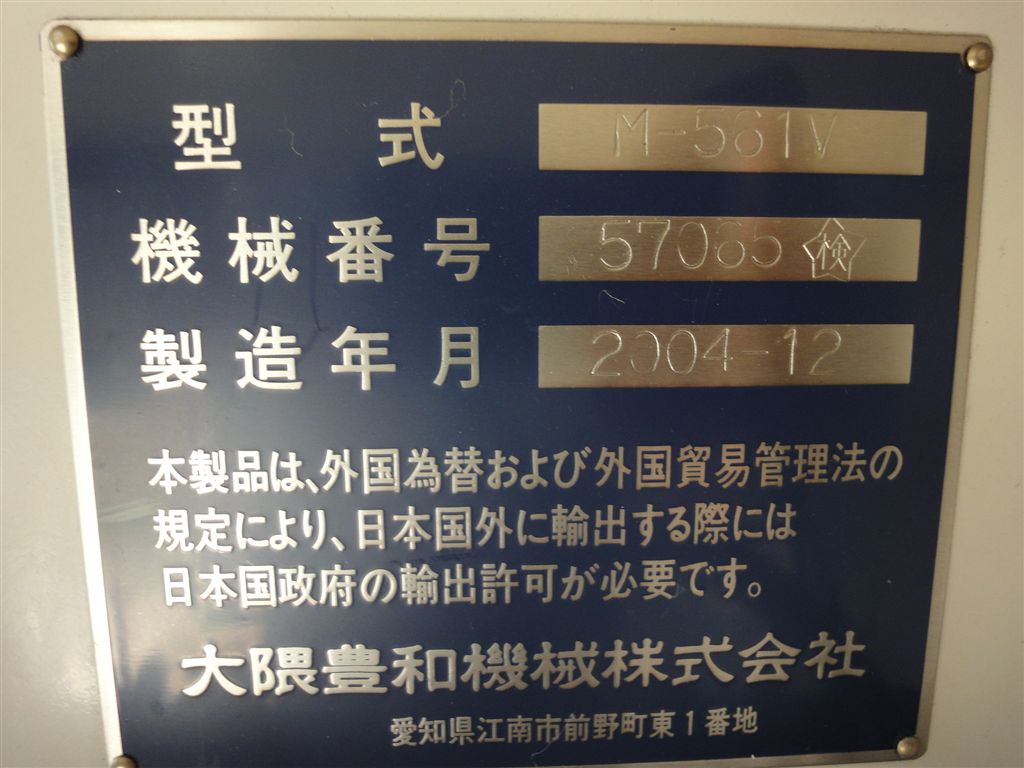 型式 M-561V
機械番号 57085 検
製造年月 2004-12
本製品は、外国為替および外国貿易管理法の
規定により、日本国外に輸出する際には
日本国政府の輸出許可が必要です。
大隈豊和機械株式会社
愛知県江南市前野町東1番地